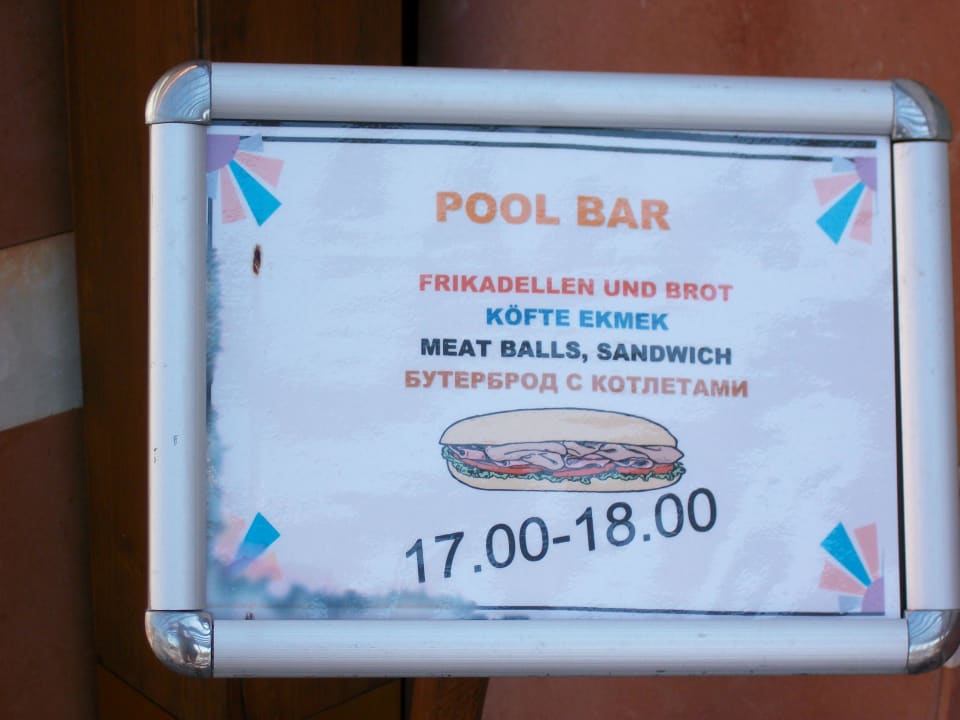 POOL BAR
FRIKADELLEN UND BROT
KÖFTE EKMEK
MEAT BALLS, SANDWICH
БУТЕРБРОД С КОТЛЕТАМИ
17.00-18.00